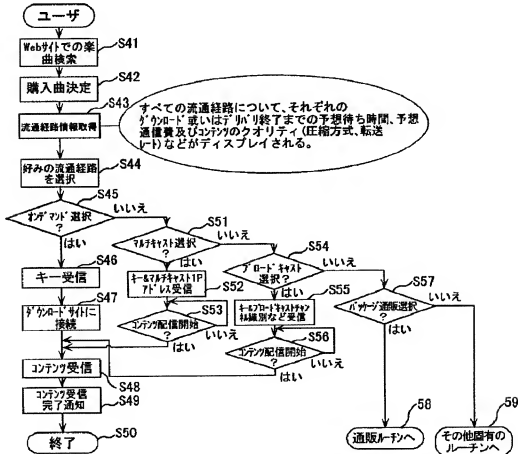 ユーザ
S41
Webサイトでの楽
曲検索
S42
購入曲決定
S43
流通経路情報取得
すべての流通経路について、それぞれの
ダウンロード或いはデリバリ終了までの予想待ち時間、予想
通信費及びコンテンツのクオリティ(圧縮方式、転送
レート)などがディスプレイされる。
S44
好みの流通経路
を選択
S45
オンデマンド選択
?
いいえ
はい
S51
マルチキャスト選択
?
いいえ
はい
S54
ブロードキャスト
選択?
いいえ
はい
S57
パッケージ通販選択
?
いいえ
はい
S46
キー受信
S52
キー&マルチキャスト1P
アドレス受信
S55
キー&ブロードキャストチャン
ネル識別など受信
S47
ダウンロードサイトに
接続
S53
コンテンツ配信開始
?
いいえ
はい
S56
コンテンツ配信開始
?
いいえ
はい
コンテンツ受信
S48
コンテンツ受信
完了通知
S49
終了
S50
58
通販ルーチンへ
59
その他固有の
ルーチンへ